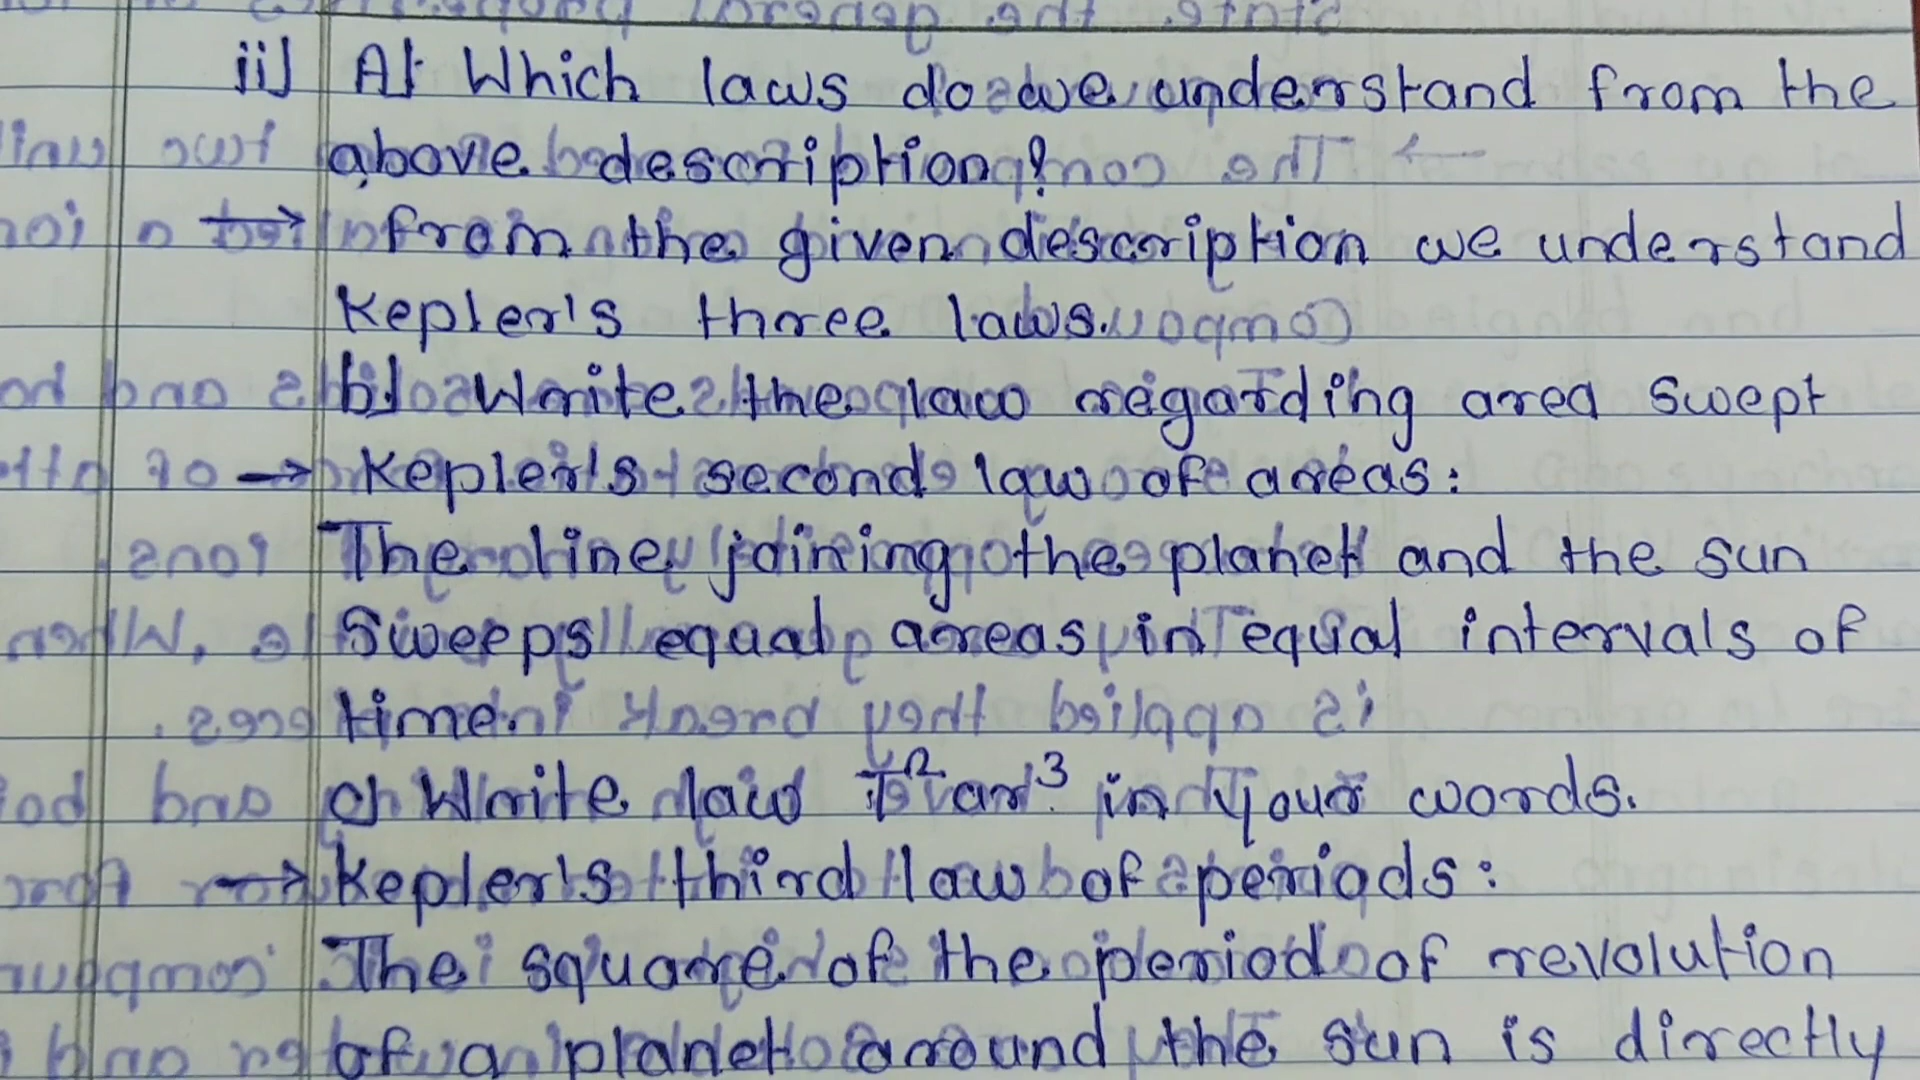 ii) A) Which laws do we understand from the
above description?
→ from the given description we understand
Kepler's three laws.
b) Write the law regarding area swept
→ Kepler's second law of areas:
The line joining the planet and the sun
Sweeps equal areas in equal intervals of
time.
c) Write law T² α r³ in your words.
→ Kepler's third law of periods:
The square of the period of revolution
of a planet around the sun is directly